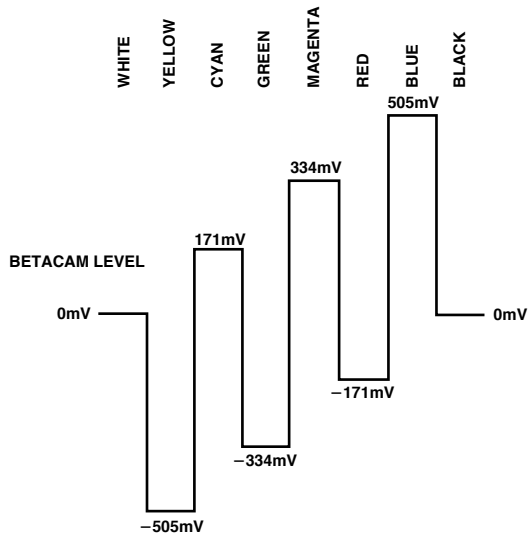 WHITE
YELLOW
CYAN
GREEN
MAGENTA
RED
BLUE
BLACK
505mV
334mV
171mV
BETACAM LEVEL
0mV
0mV
−171mV
−334mV
−505mV